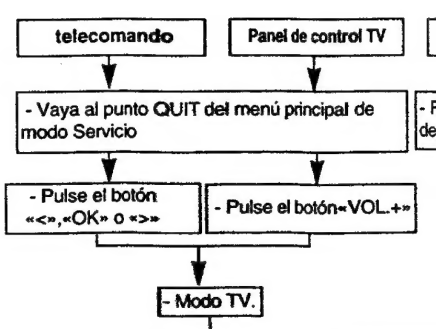 telecomando
Panel de control TV
- Vaya al punto QUIT del menú principal de
modo Servicio
- Pulse el botón
«<»,«OK» o «>»
- Pulse el botón«VOL.+»
- Modo TV.